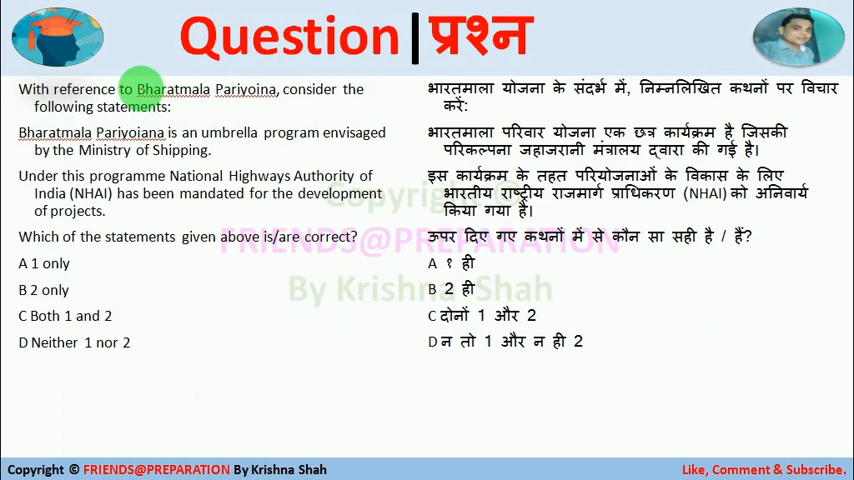 Question|प्रश्न
With reference to Bharatmala Pariyoina, consider the
following statements:
Bharatmala Pariyoiana is an umbrella program envisaged
by the Ministry of Shipping.
Under this programme National Highways Authority of
India (NHAI) has been mandated for the development
of projects.
Which of the statements given above is/are correct?
A 1 only
B 2 only
C Both 1 and 2
D Neither 1 nor 2
भारतमाला योजना के संदर्भ में, निम्नलिखित कथनों पर विचार
करें:
भारतमाला परिवार योजना एक छत्र कार्यक्रम है जिसकी
परिकल्पना जहाजरानी मंत्रालय द्वारा की गई है।
इस कार्यक्रम के तहत परियोजनाओं के विकास के लिए
भारतीय राष्ट्रीय राजमार्ग प्राधिकरण (NHAI) को अनिवार्य
किया गया है।
ऊपर दिए गए कथनों में से कौन सा सही है / हैं?
A १ ही
B 2 ही
C दोनों 1 और 2
D न तो 1 और न ही 2
Copyright ©
FRIENDS@PREPARATION
By Krishna Shah
Copyright © FRIENDS@PREPARATION By Krishna Shah
Like, Comment & Subscribe.